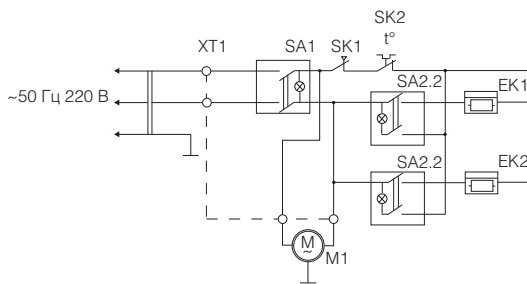 SK2
XT1 SA1 SK1 t°
SA2.2
EK1
~50 Гц 220 В
SA2.2
EK2
M
~
M1